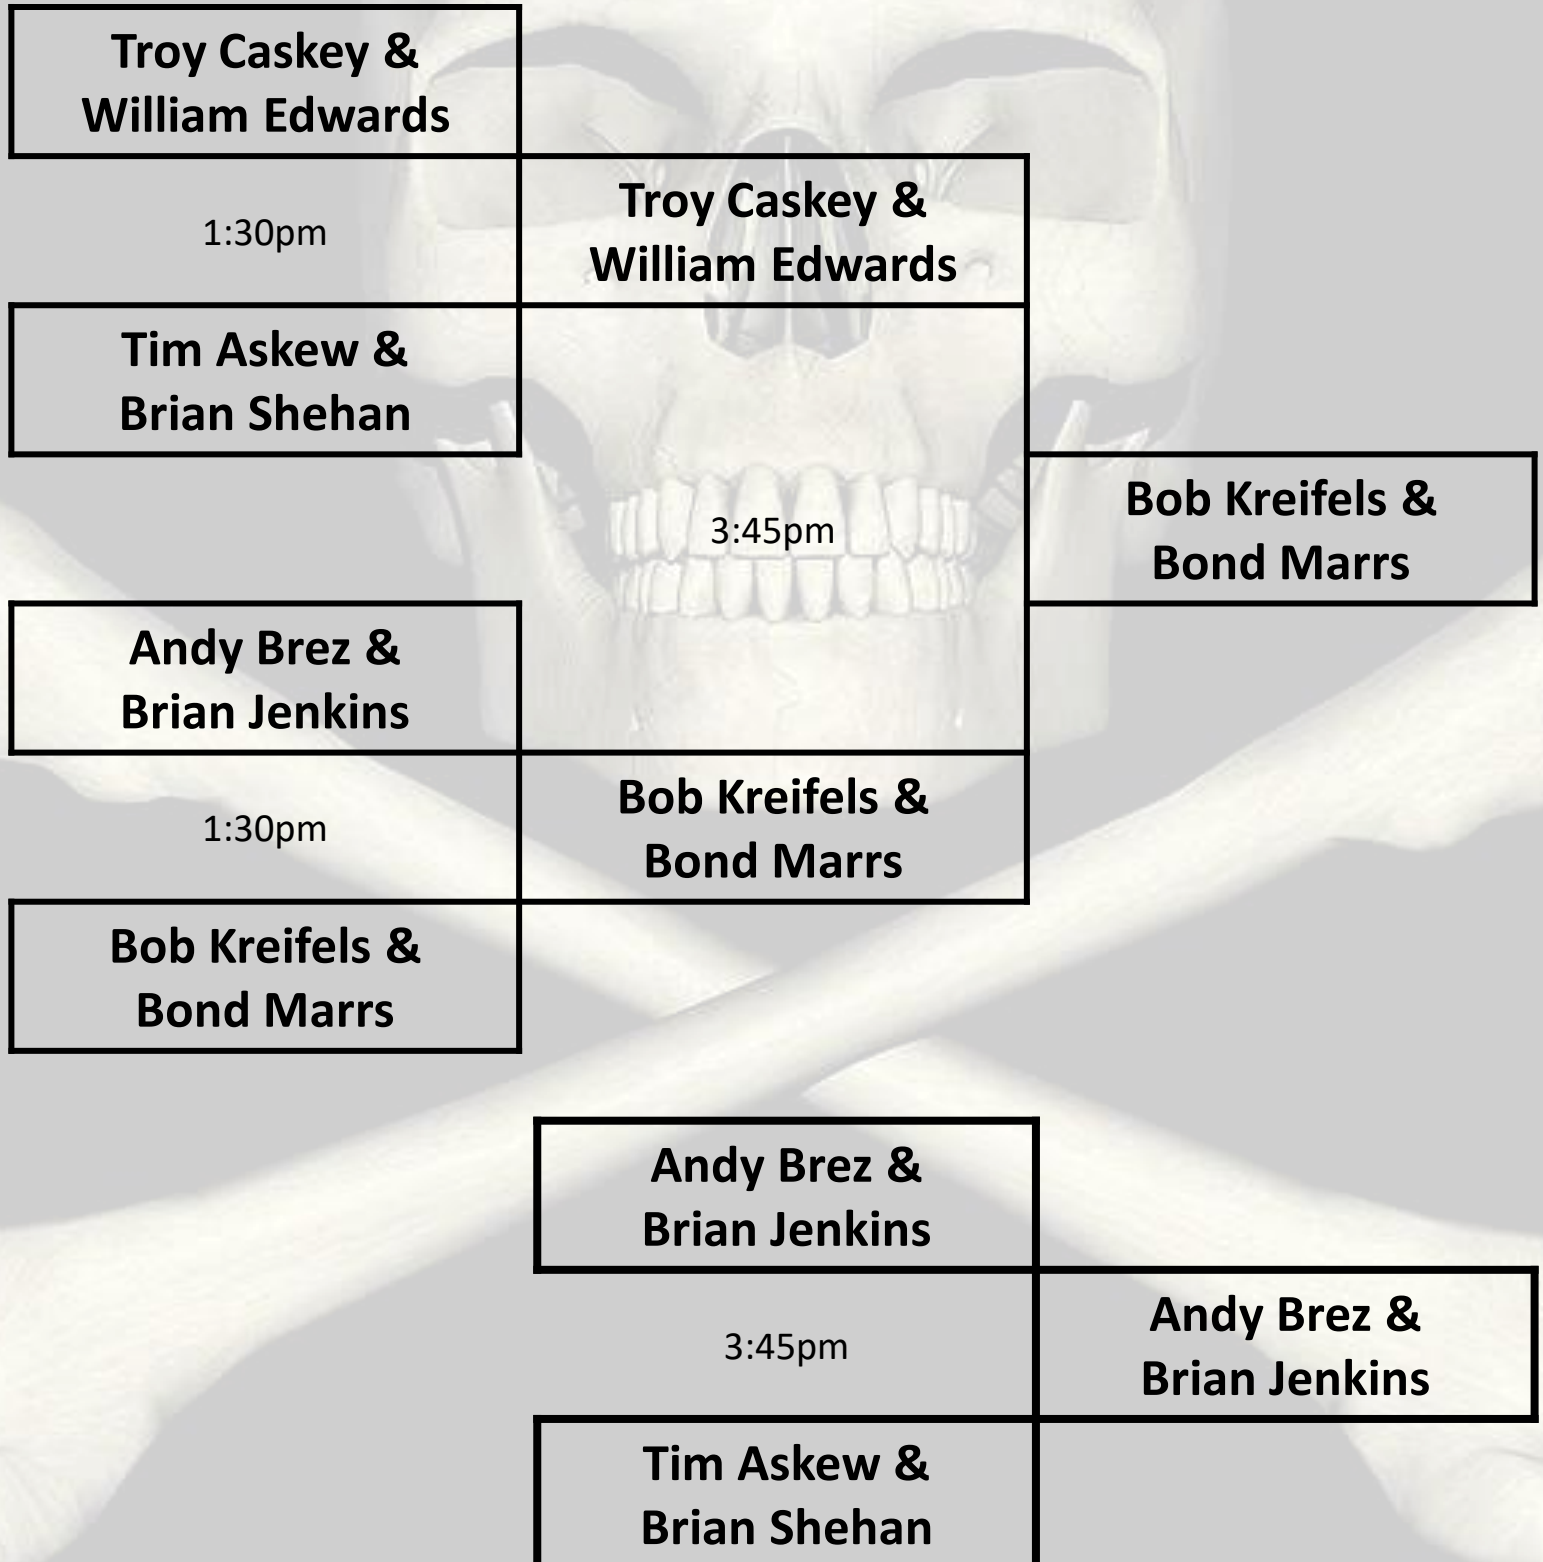 Troy Caskey &
William Edwards
1:30pm
Troy Caskey &
William Edwards
Tim Askew &
Brian Shehan
3:45pm
Bob Kreifels &
Bond Marrs
Andy Brez &
Brian Jenkins
1:30pm
Bob Kreifels &
Bond Marrs
Bob Kreifels &
Bond Marrs
Andy Brez &
Brian Jenkins
3:45pm
Andy Brez &
Brian Jenkins
Tim Askew &
Brian Shehan